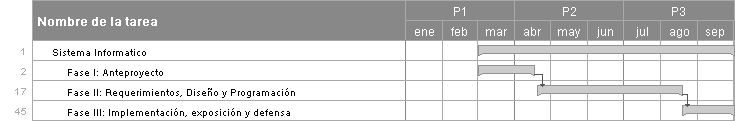 Nombre de la tarea P1 P2 P3
ene feb mar abr may jun jul ago sep
1 Sistema Informatico
2 Fase I: Anteproyecto
17 Fase II: Requerimientos, Diseño y Programación
45 Fase III: Implementación, exposición y defensa